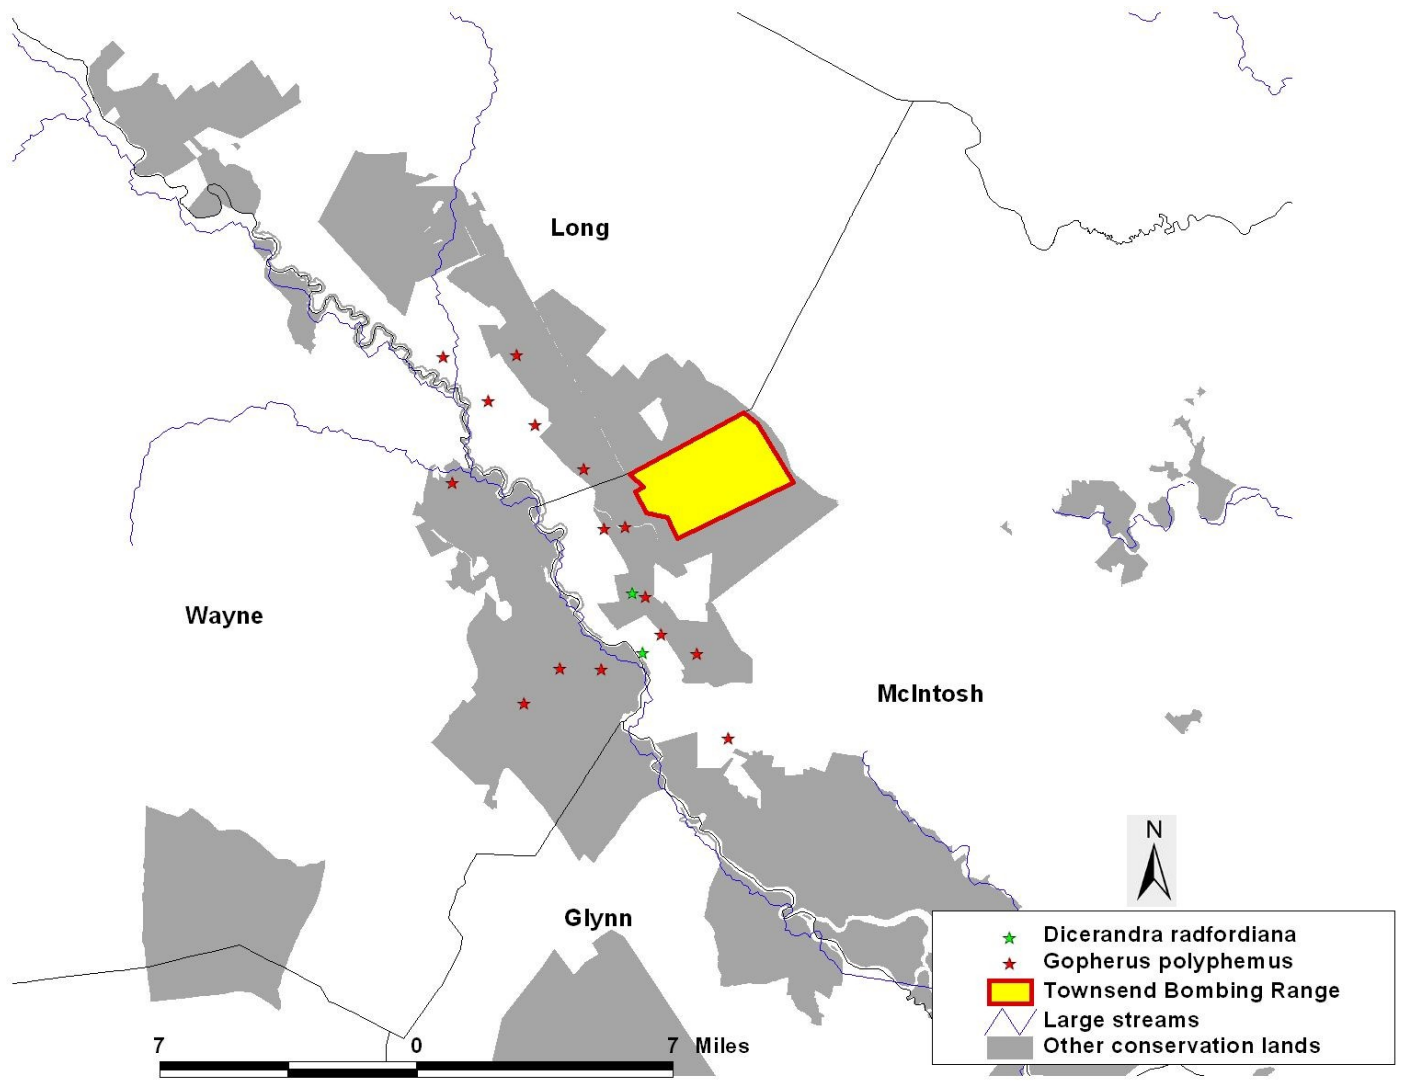 Long
Wayne
McIntosh
N
Glynn
Dicerandra radfordiana
Gopherus polyphemus
Townsend Bombing Range
Large streams
Other conservation lands
7 0 7 Miles